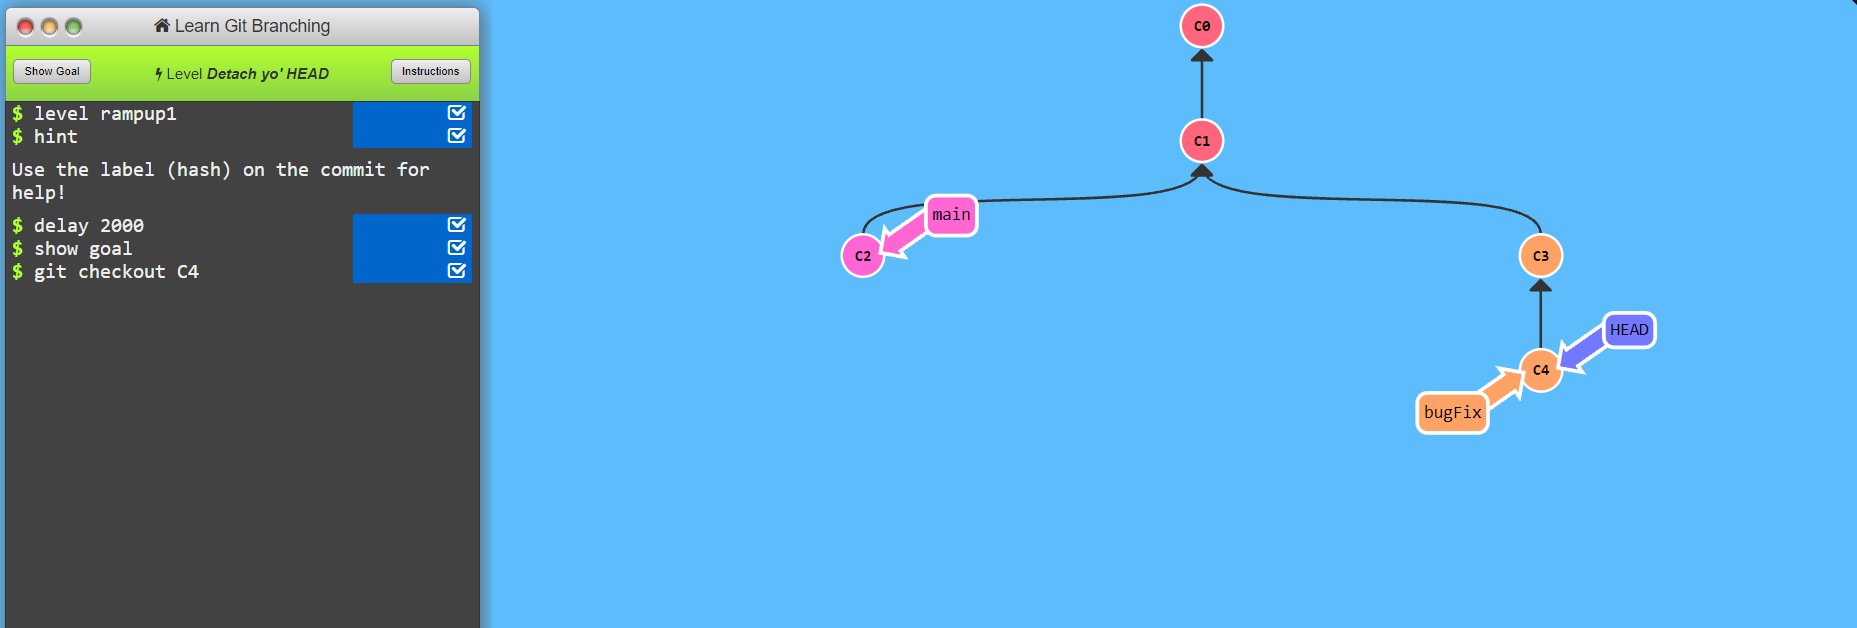 Learn Git Branching
Show Goal
Level Detach yo' HEAD
Instructions
$ level rampup1
$ hint
Use the label (hash) on the commit for
help!
$ delay 2000
$ show goal
$ git checkout C4
C0
C1
main
C2
C3
HEAD
C4
bugFix